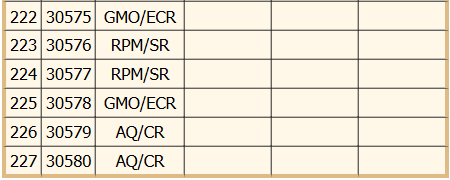 222 30575 GMO/ECR
223 30576 RPM/SR
224 30577 RPM/SR
225 30578 GMO/ECR
226 30579 AQ/CR
227 30580 AQ/CR